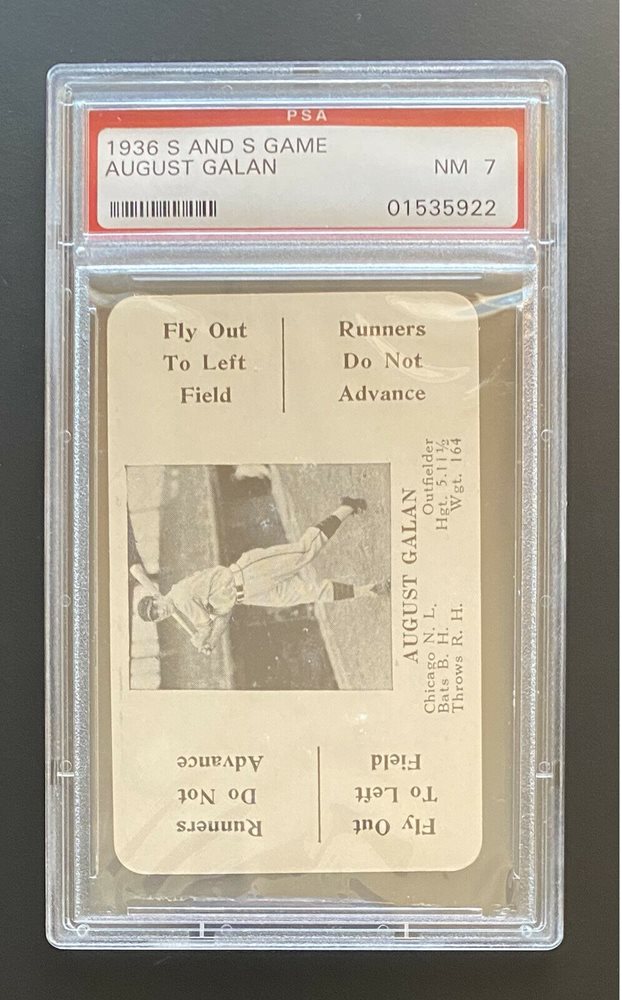 PSA
1936 S AND S GAME
AUGUST GALAN NM 7
01535922
Fly Out
To Left
Field
Runners
Do Not
Advance
AUGUST GALAN
Chicago N. L. Outfielder
Bats B. H. Hgt. 5.11½
Throws R. H. Wgt. 164
Fly Out
To Left
Field
Runners
Do Not
Advance